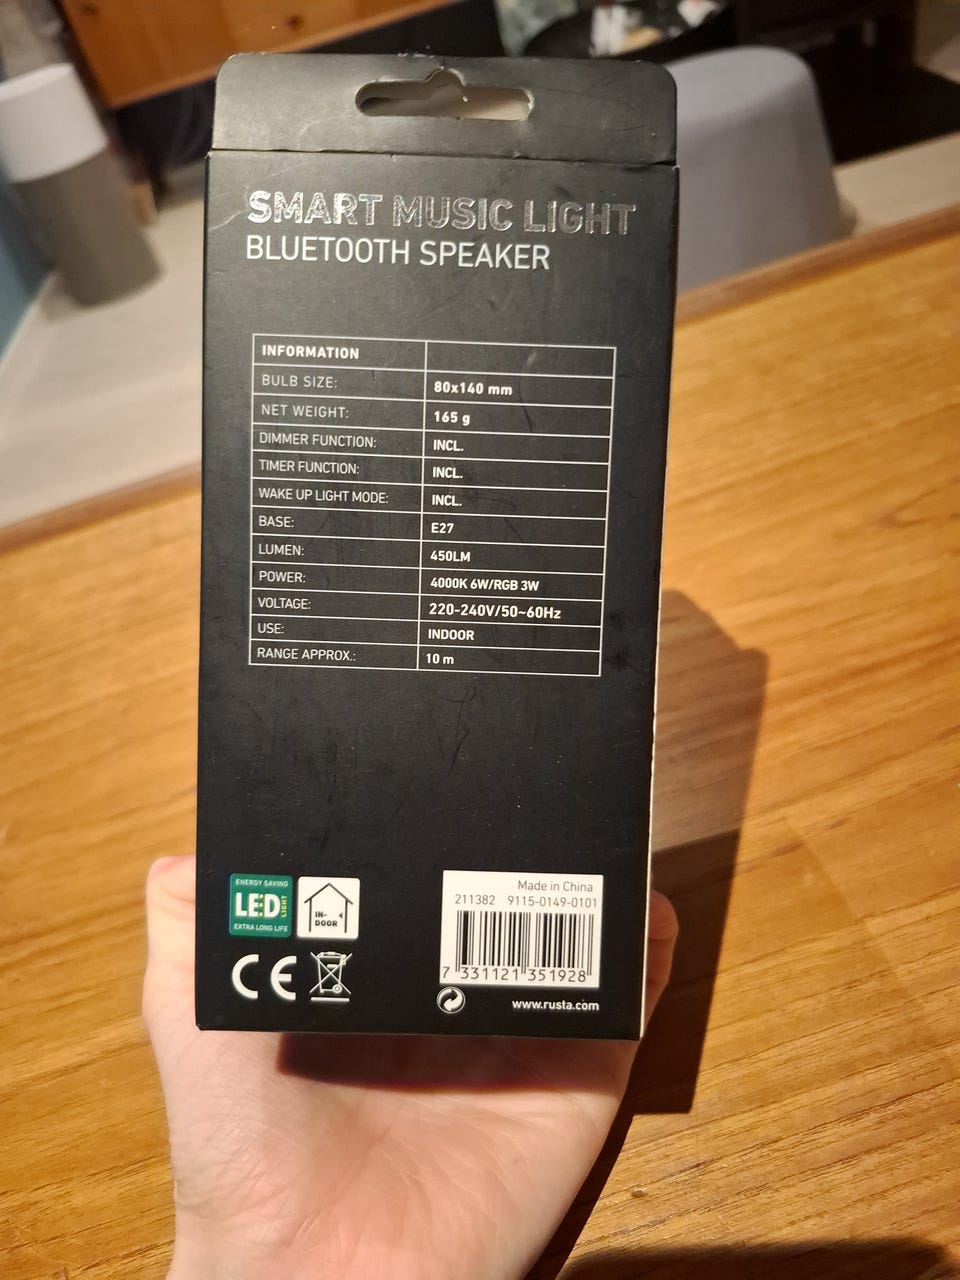 SMART MUSIC LIGHT
BLUETOOTH SPEAKER
INFORMATION
BULB SIZE: 80x140 mm
NET WEIGHT: 165 g
DIMMER FUNCTION: INCL.
TIMER FUNCTION: INCL.
WAKE UP LIGHT MODE: INCL.
BASE: E27
LUMEN: 450LM
POWER: 4000K 6W/RGB 3W
VOLTAGE: 220-240V/50~60Hz
USE: INDOOR
RANGE APPROX.: 10 m
ENERGY SAVING
LED LIGHT
EXTRA LONG LIFE
IN-
DOOR
CE
Made in China
211382 9115-0149-0101
7 331121 351928
www.rusta.com